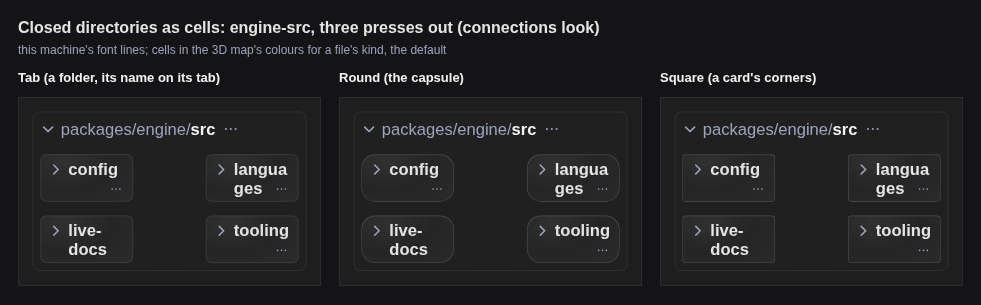 Closed directories as cells: engine-src, three presses out (connections look)
this machine's font lines; cells in the 3D map's colours for a file's kind, the default
Tab (a folder, its name on its tab)
Round (the capsule)
Square (a card's corners)
packages/engine/src ···
config
···
langua
ges ···
live-
docs
tooling
···
packages/engine/src ···
config
···
langua
ges ···
live-
docs
tooling
···
packages/engine/src ···
config
···
langua
ges ···
live-
docs
tooling
···